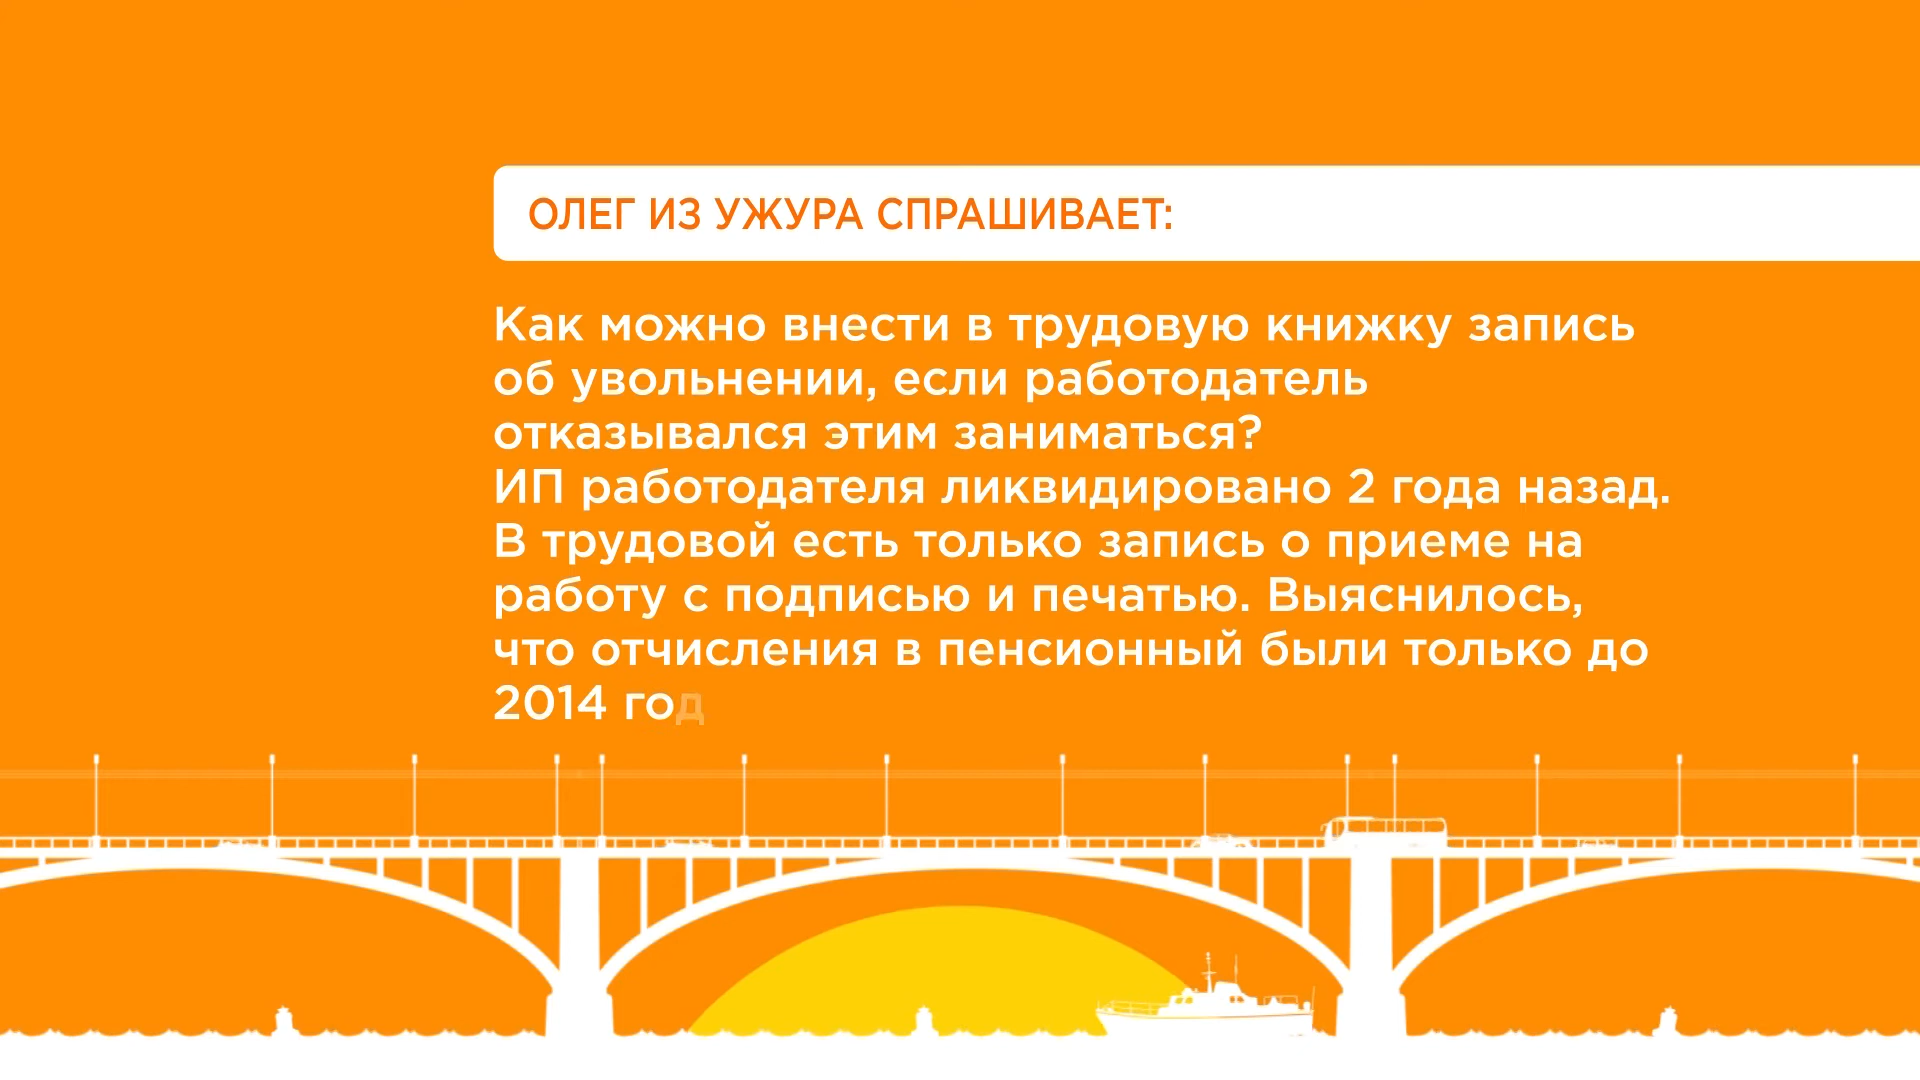 ОЛЕГ ИЗ УЖУРА СПРАШИВАЕТ:
Как можно внести в трудовую книжку запись
об увольнении, если работодатель
отказывался этим заниматься?
ИП работодателя ликвидировано 2 года назад.
В трудовой есть только запись о приеме на
работу с подписью и печатью. Выяснилось,
что отчисления в пенсионный были только до
2014 год